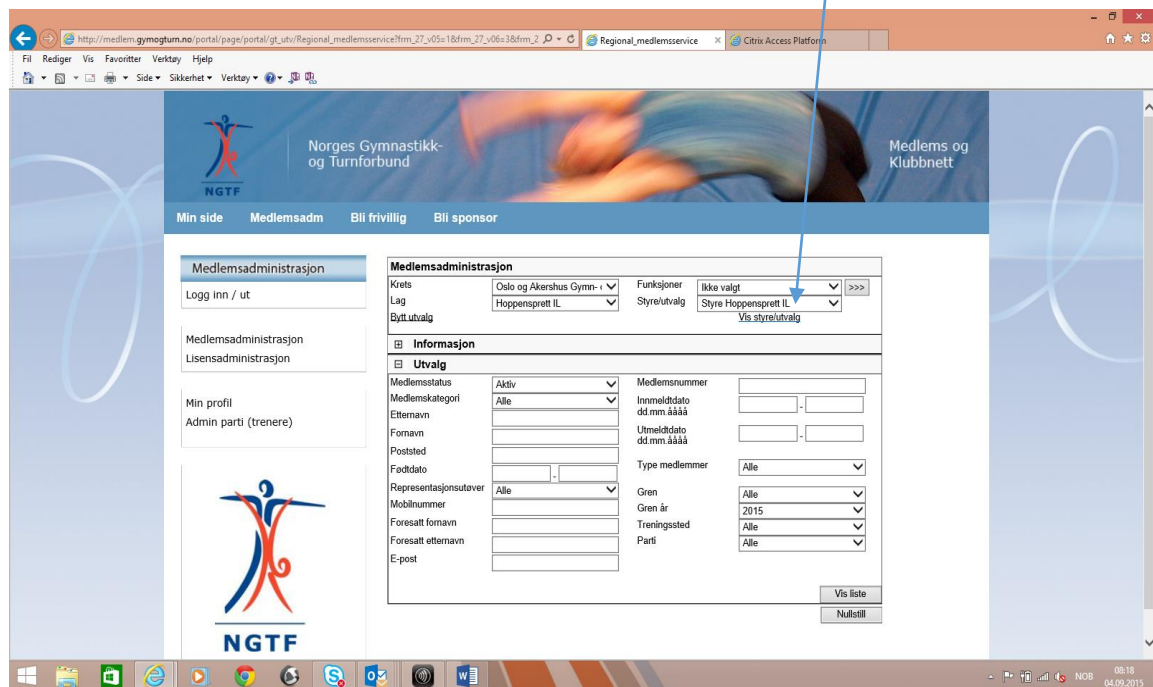 http://medlem.gymogturn.no/portal/page/portal/gt_utv/Regional_medlemsservice?frm_27_v05=1&frm_27_v06=3&frm_2
Regional_medlemsservice
Citrix Access Platform
Fil Rediger Vis Favoritter Verktøy Hjelp
Side Sikkerhet Verktøy
Norges Gymnastikk-
og Turnforbund
Medlems og
Klubbnett
NGTF
Min side Medlemsadm Bli frivillig Bli sponsor
Medlemsadministrasjon
Logg inn / ut
Medlemsadministrasjon
Lisensadministrasjon
Min profil
Admin parti (trenere)
NGTF
Medlemsadministrasjon
Krets Oslo og Akershus Gymn- Funksjoner Ikke valgt >>>
Lag Hoppensprett IL Styre/utvalg Styre Hoppensprett IL
Bytt utvalg Vis styre/utvalg
Informasjon
Utvalg
Medlemsstatus Aktiv Medlemsnummer
Medlemskategori Alle Innmeldtdato
dd.mm.åååå -
Etternavn
Fornavn Utmeldtdato
dd.mm.åååå -
Poststed
Fødtdato - Type medlemmer Alle
Representasjonsutøver Alle Gren Alle
Mobilnummer Gren år 2015
Foresatt fornavn Treningssted Alle
Foresatt etternavn Parti Alle
E-post
Vis liste
Nullstill
NOB
08:18
04.09.2015